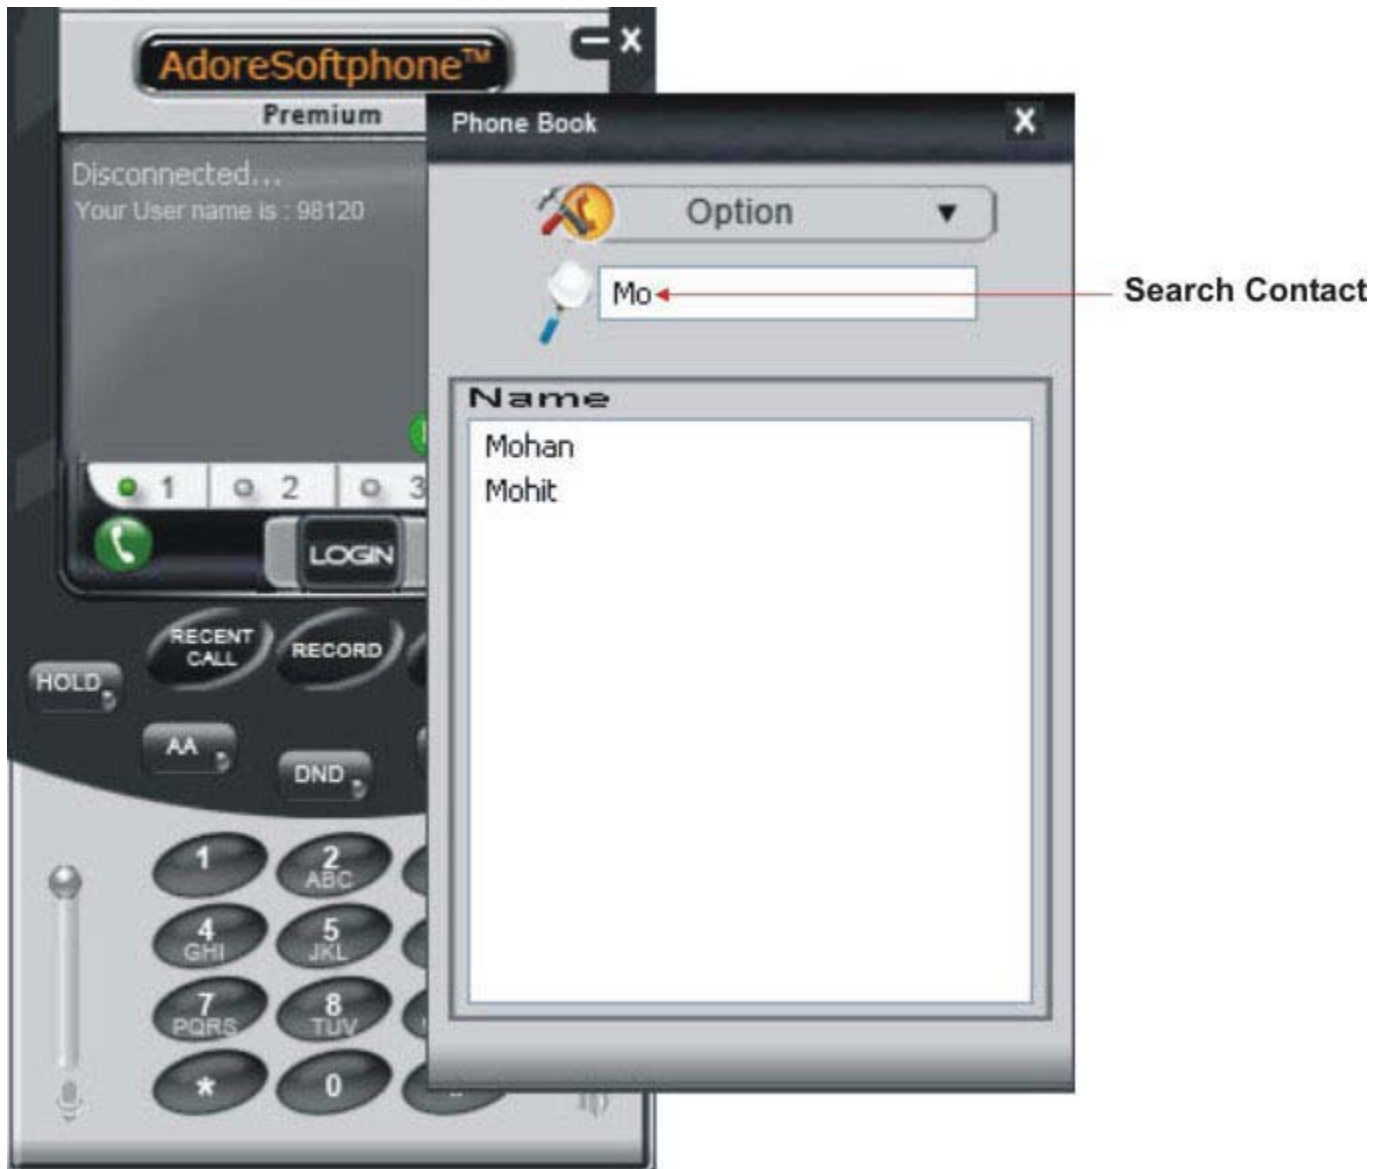 AdoreSoftphone™
Premium
Disconnected...
Your User name is : 98120
1 2 3
LOGIN
RECENT CALL
RECORD
HOLD
AA
DND
1
2 ABC
4 GHI
5 JKL
7 PQRS
8 TUV
*
0
Phone Book
X
Option
Mo
Search Contact
Name
Mohan
Mohit